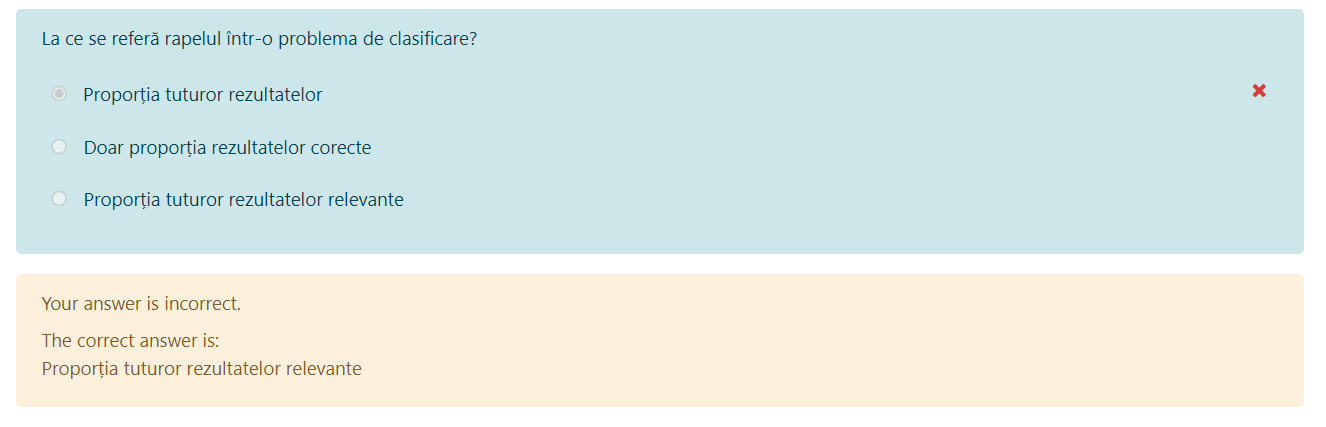 La ce se referă rapelul într-o problema de clasificare?
Proporția tuturor rezultatelor
Doar proporția rezultatelor corecte
Proporția tuturor rezultatelor relevante
Your answer is incorrect.
The correct answer is:
Proporția tuturor rezultatelor relevante